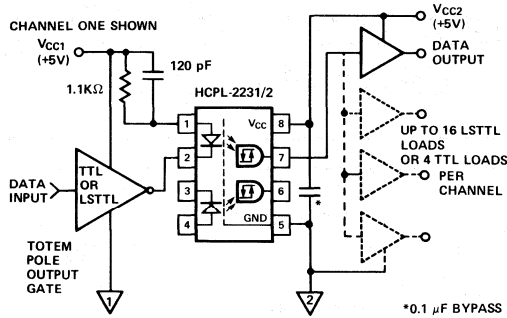 CHANNEL ONE SHOWN
VCC1
(+5V)
120 pF
1.1KΩ
HCPL-2231/2
VCC2
(+5V)
DATA
OUTPUT
1
VCC
8
2
7
3
6
4
GND
5
TTL
OR
LSTTL
DATA
INPUT
TOTEM
POLE
OUTPUT
GATE
1
*
2
UP TO 16 LSTTL
LOADS
OR 4 TTL LOADS
PER
CHANNEL
*0.1 μF BYPASS